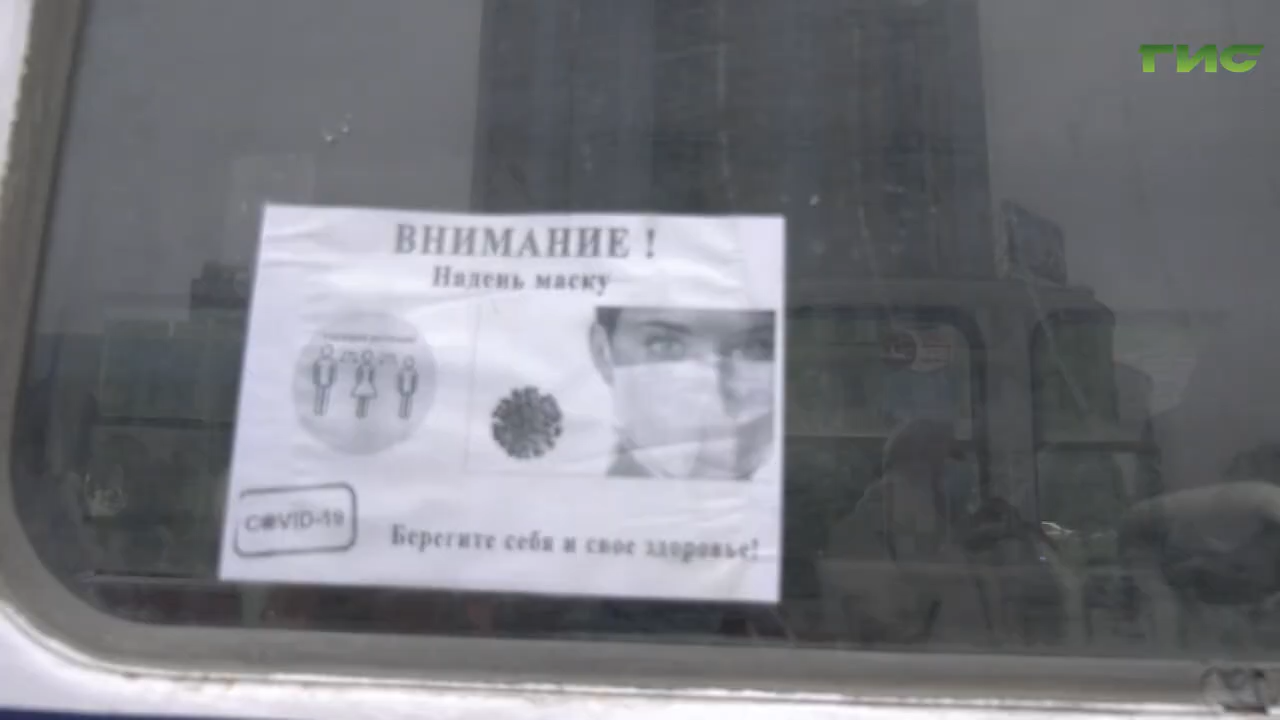 ГИС
ВНИМАНИЕ !
Надень маску
COVID-19
Берегите себя и свое здоровье!